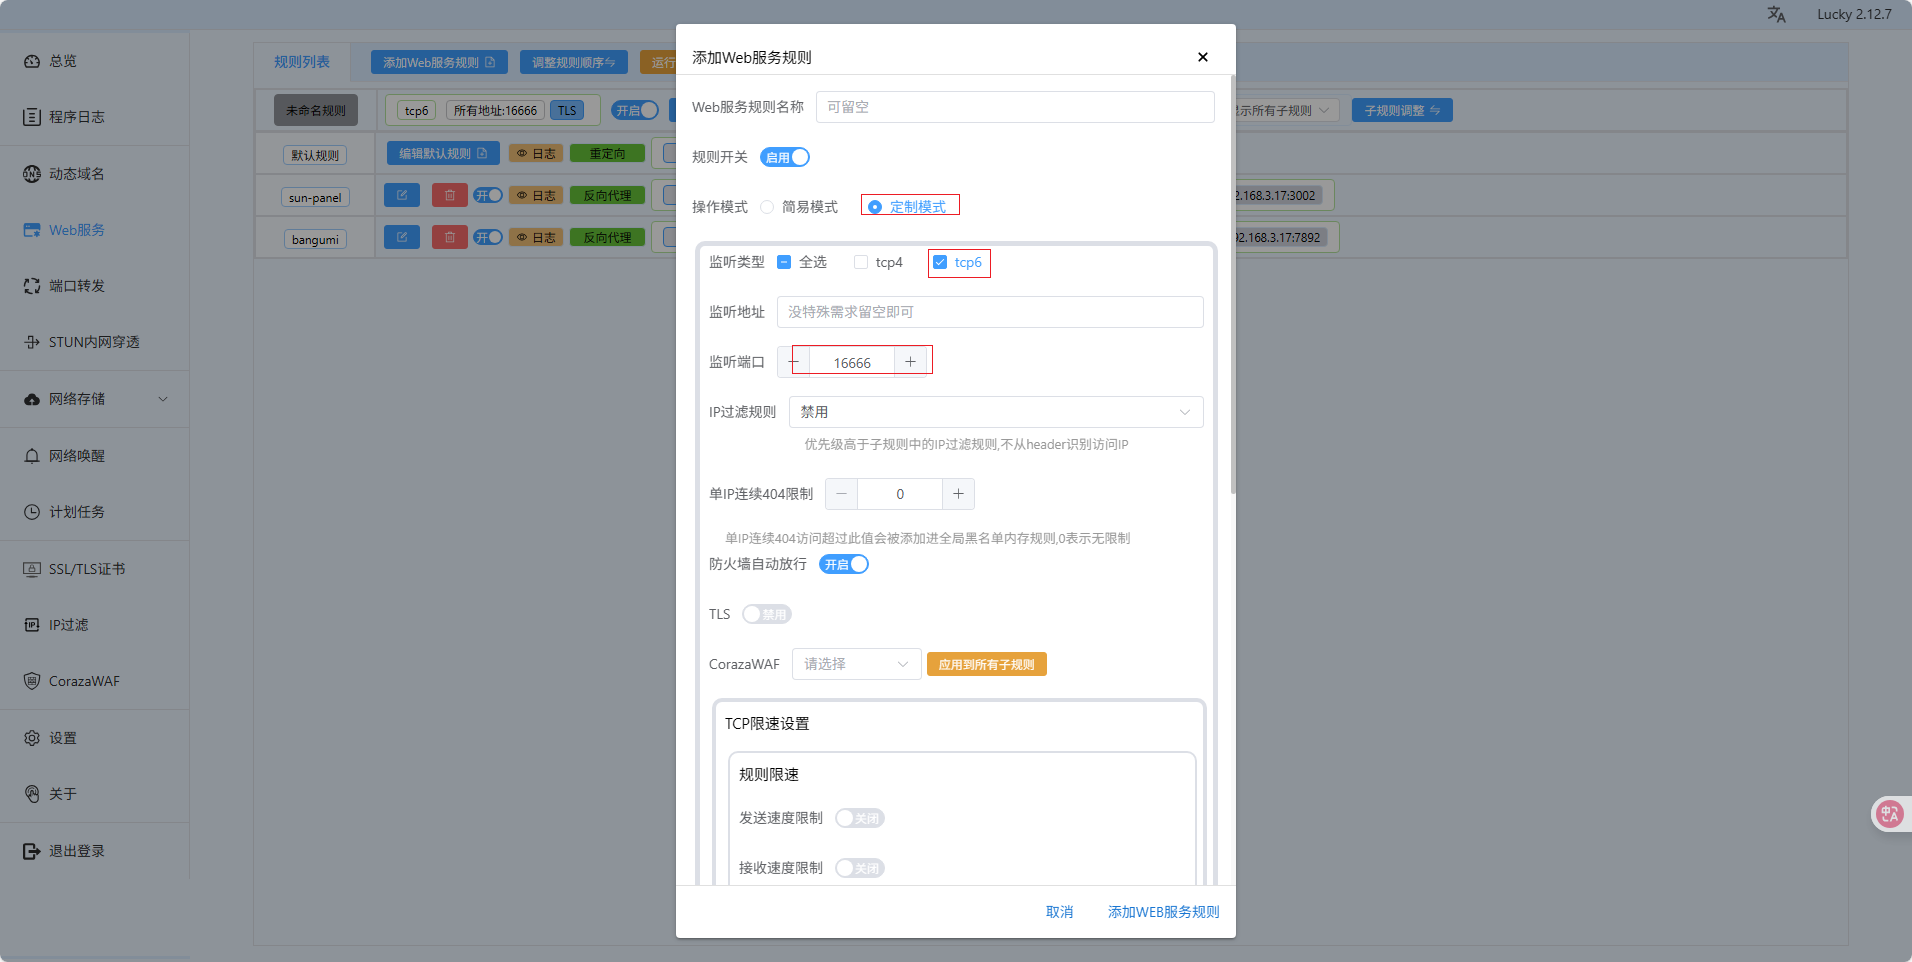 Lucky 2.12.7
总览
程序日志
动态域名
Web服务
端口转发
STUN内网穿透
网络存储
网络唤醒
计划任务
SSL/TLS证书
IP过滤
CorazaWAF
设置
关于
退出登录
规则列表
添加Web服务规则
调整规则顺序
运行
未命名规则
tcp6
所有地址:16666
TLS
开启
显示所有子规则
子规则调整
默认规则
编辑默认规则
日志
重定向
sun-panel
开
日志
反向代理
2.168.3.17:3002
bangumi
开
日志
反向代理
92.168.3.17:7892
添加Web服务规则
Web服务规则名称 可留空
规则开关 启用
操作模式 简易模式 定制模式
监听类型 全选 tcp4 tcp6
监听地址 没特殊需求留空即可
监听端口 16666
IP过滤规则 禁用
优先级高于子规则中的IP过滤规则,不从header识别访问IP
单IP连续404限制 0
单IP连续404访问超过此值会被添加进全局黑名单内存规则,0表示无限制
防火墙自动放行 开启
TLS 禁用
CorazaWAF 请选择 应用到所有子规则
TCP限速设置
规则限速
发送速度限制 关闭
接收速度限制 关闭
取消 添加WEB服务规则